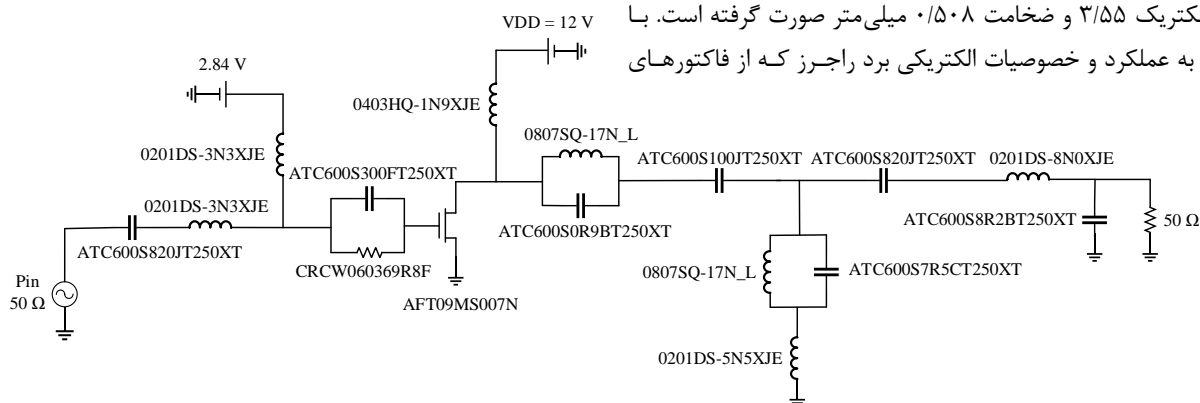 کتریک ۳/۵۵ و ضخامت ۰/۵۰۸ میلی‌متر صورت گرفته است. با
به عملکرد و خصوصیات الکتریکی برد راجرز که از فاکتورهای
VDD = 12 V
2.84 V
0403HQ-1N9XJE
0807SQ-17N_L
0201DS-3N3XJE
ATC600S300FT250XT
ATC600S100JT250XT
ATC600S820JT250XT
0201DS-8N0XJE
0201DS-3N3XJE
ATC600S820JT250XT
ATC600S0R9BT250XT
ATC600S8R2BT250XT
50 Ω
CRCW060369R8F
0807SQ-17N_L
ATC600S7R5CT250XT
Pin
50 Ω
AFT09MS007N
0201DS-5N5XJE